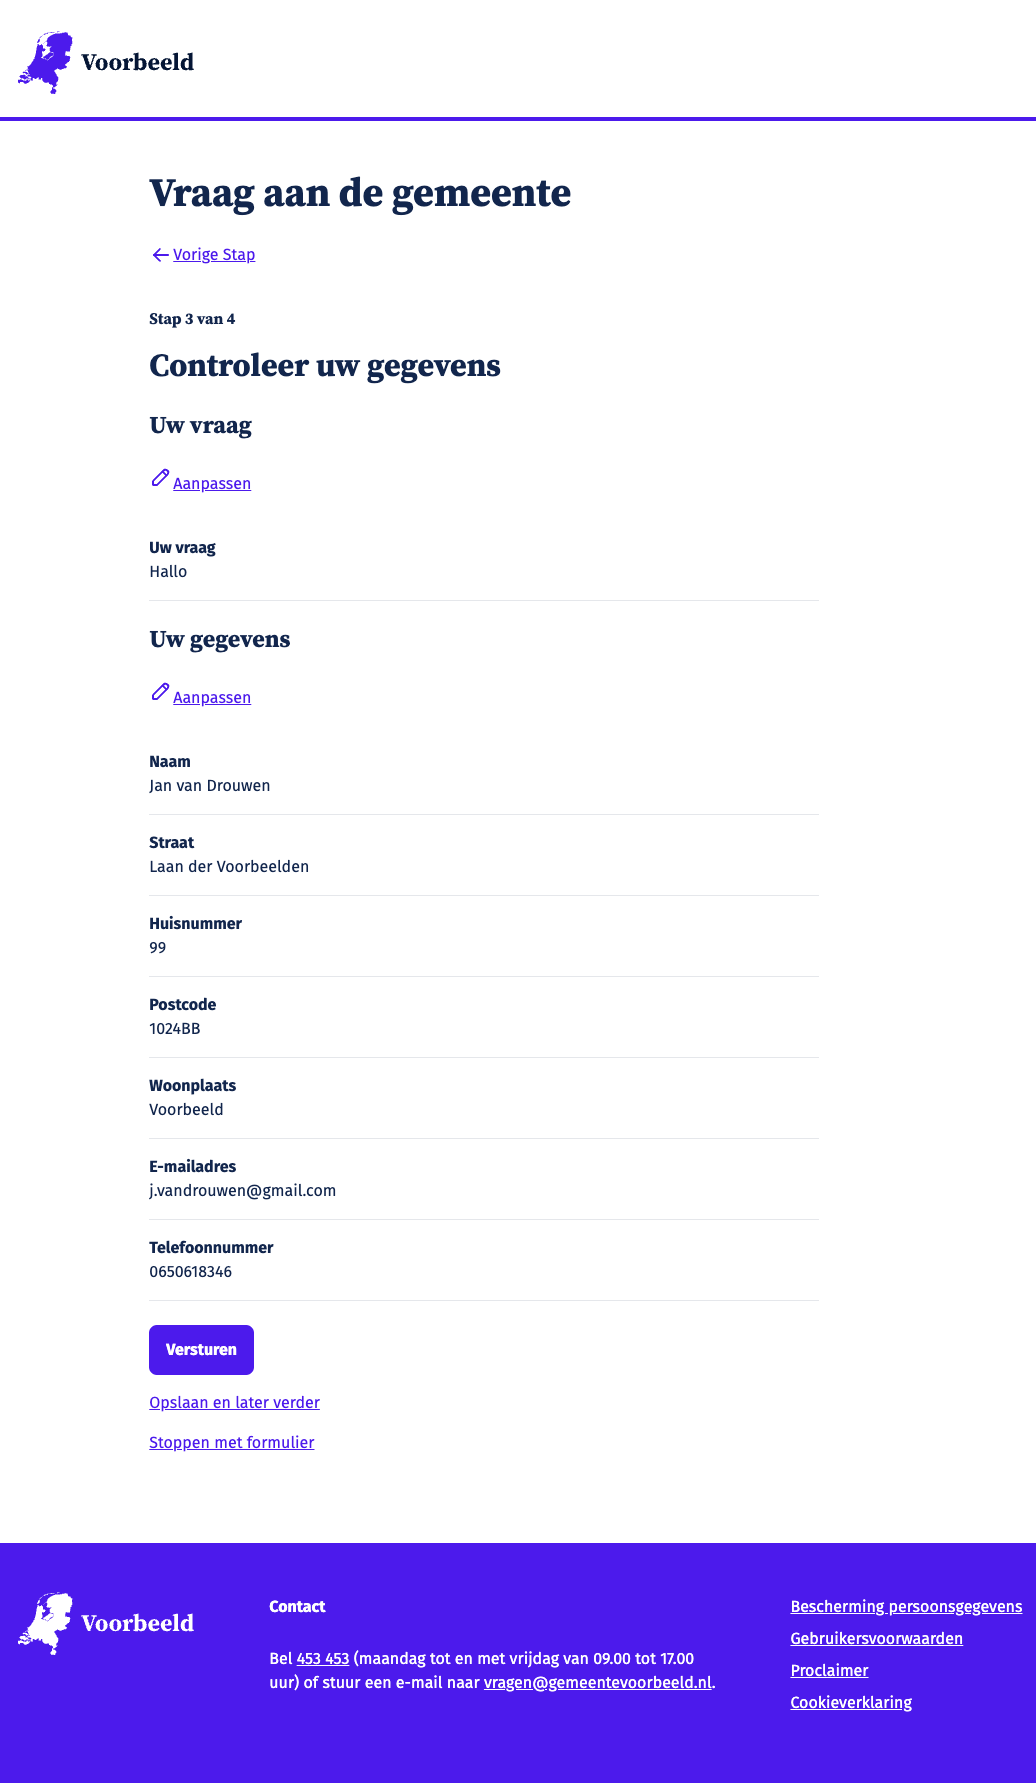 Voorbeeld
Vraag aan de gemeente
Vorige Stap
Stap 3 van 4
Controleer uw gegevens
Uw vraag
Aanpassen
Uw vraag
Hallo
Uw gegevens
Aanpassen
Naam
Jan van Drouwen
Straat
Laan der Voorbeelden
Huisnummer
99
Postcode
1024BB
Woonplaats
Voorbeeld
E-mailadres
j.vandrouwen@gmail.com
Telefoonnummer
0650618346
Versturen
Opslaan en later verder
Stoppen met formulier
Voorbeeld
Contact
Bel 453 453 (maandag tot en met vrijdag van 09.00 tot 17.00
uur) of stuur een e-mail naar vragen@gemeentevoorbeeld.nl.
Bescherming persoonsgegevens
Gebruikersvoorwaarden
Proclaimer
Cookieverklaring